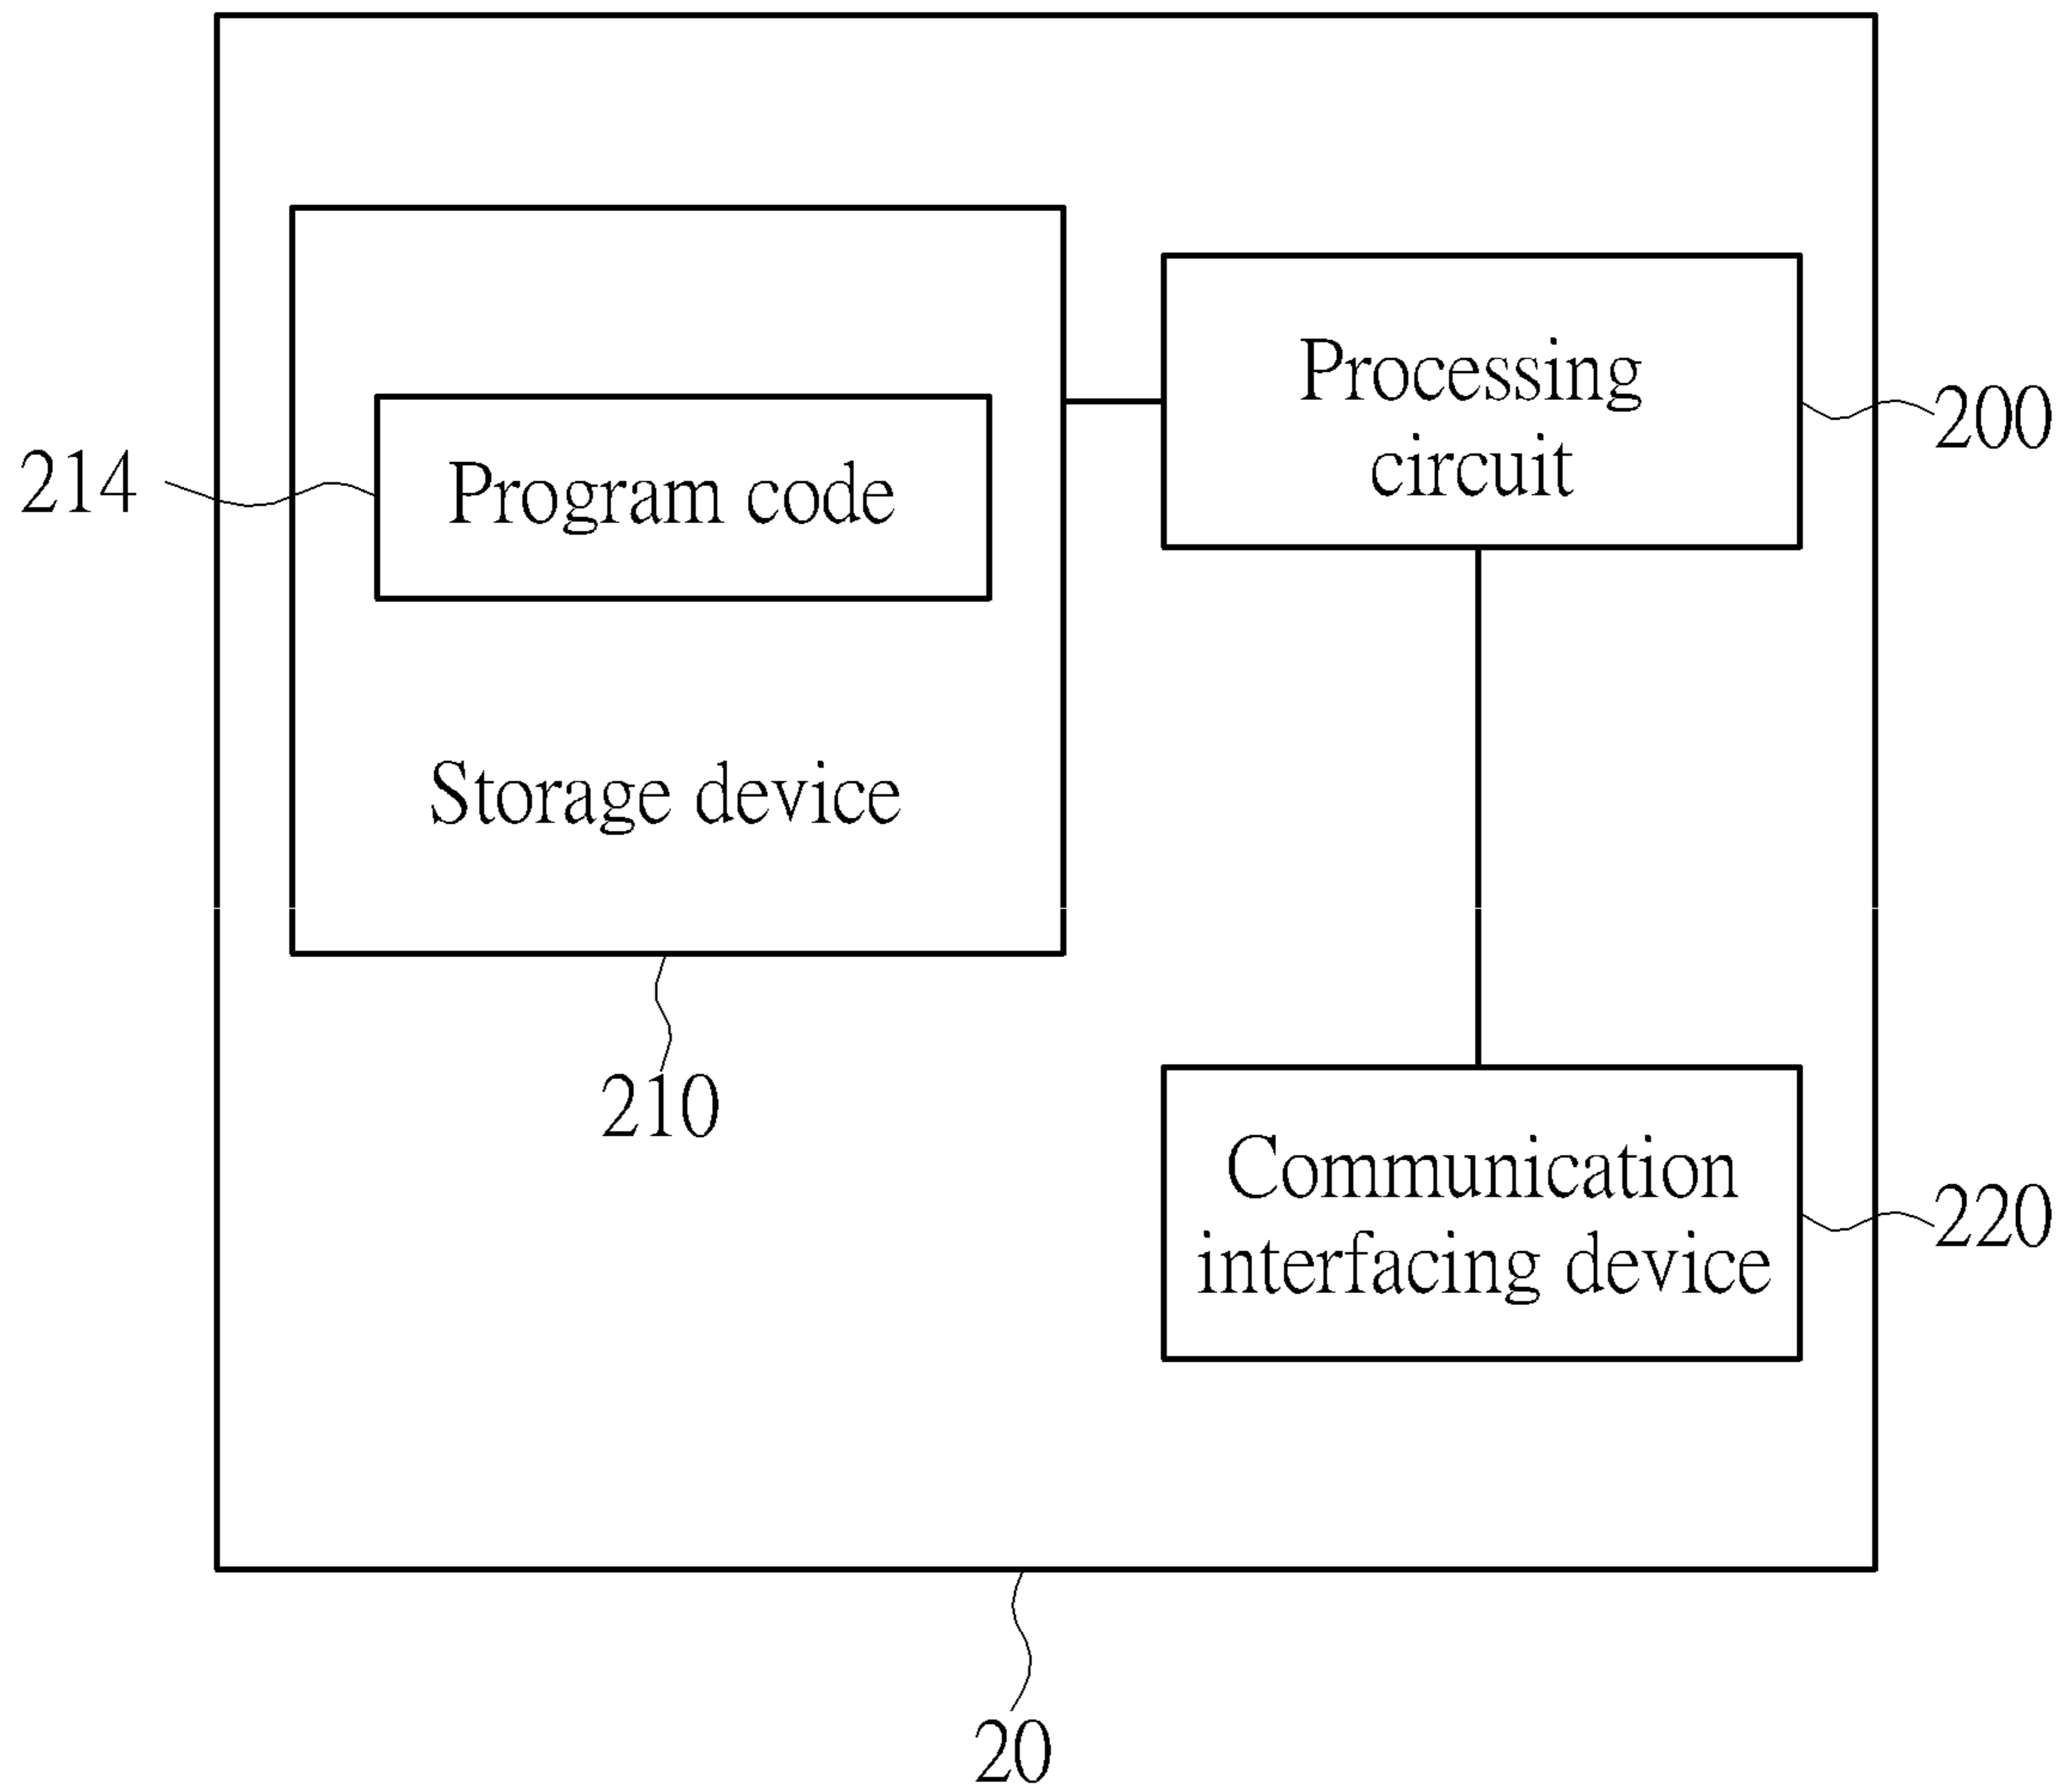 Processing
circuit
200
214
Program code
Storage device
210
Communication
interfacing device
220
20